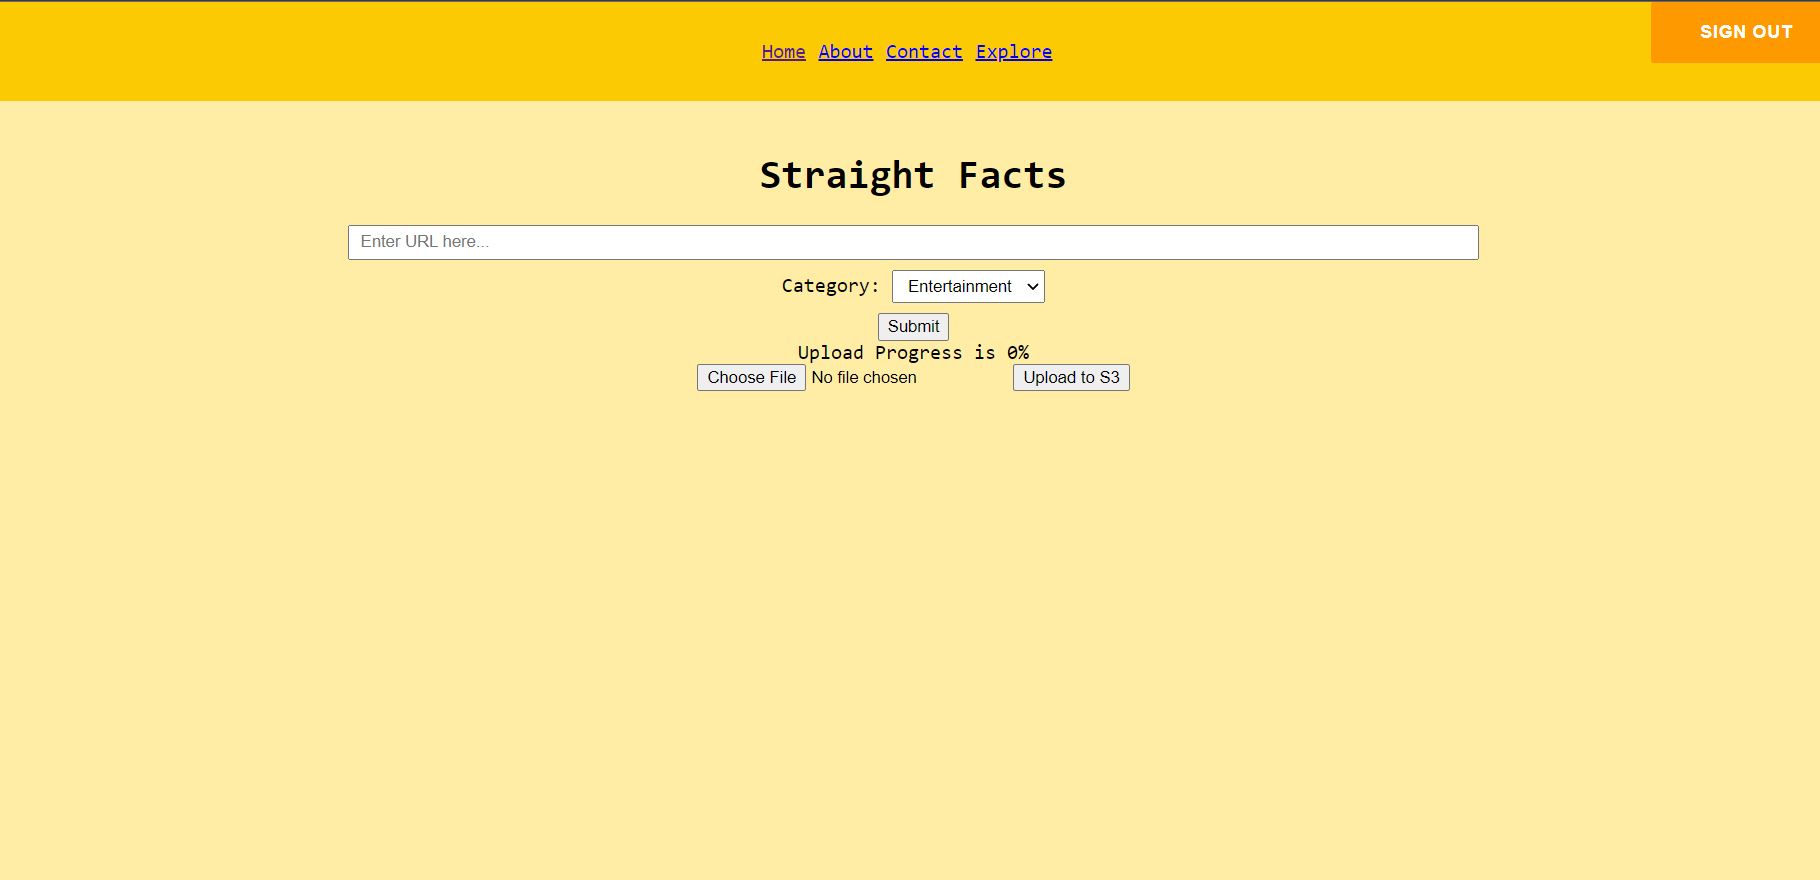 Home About Contact Explore
SIGN OUT
Straight Facts
Enter URL here...
Category: Entertainment
Submit
Upload Progress is 0%
Choose File No file chosen Upload to S3